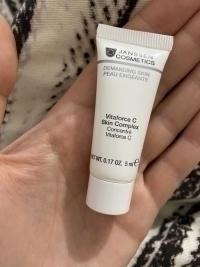 JANSSEN
COSMETICS
DEMANDING SKIN
PEAU EXIGEANTE
Vitaforce C
Skin Complex
Concentré
Vitaforce C
NET WT. 0.17 OZ. 5 ml e